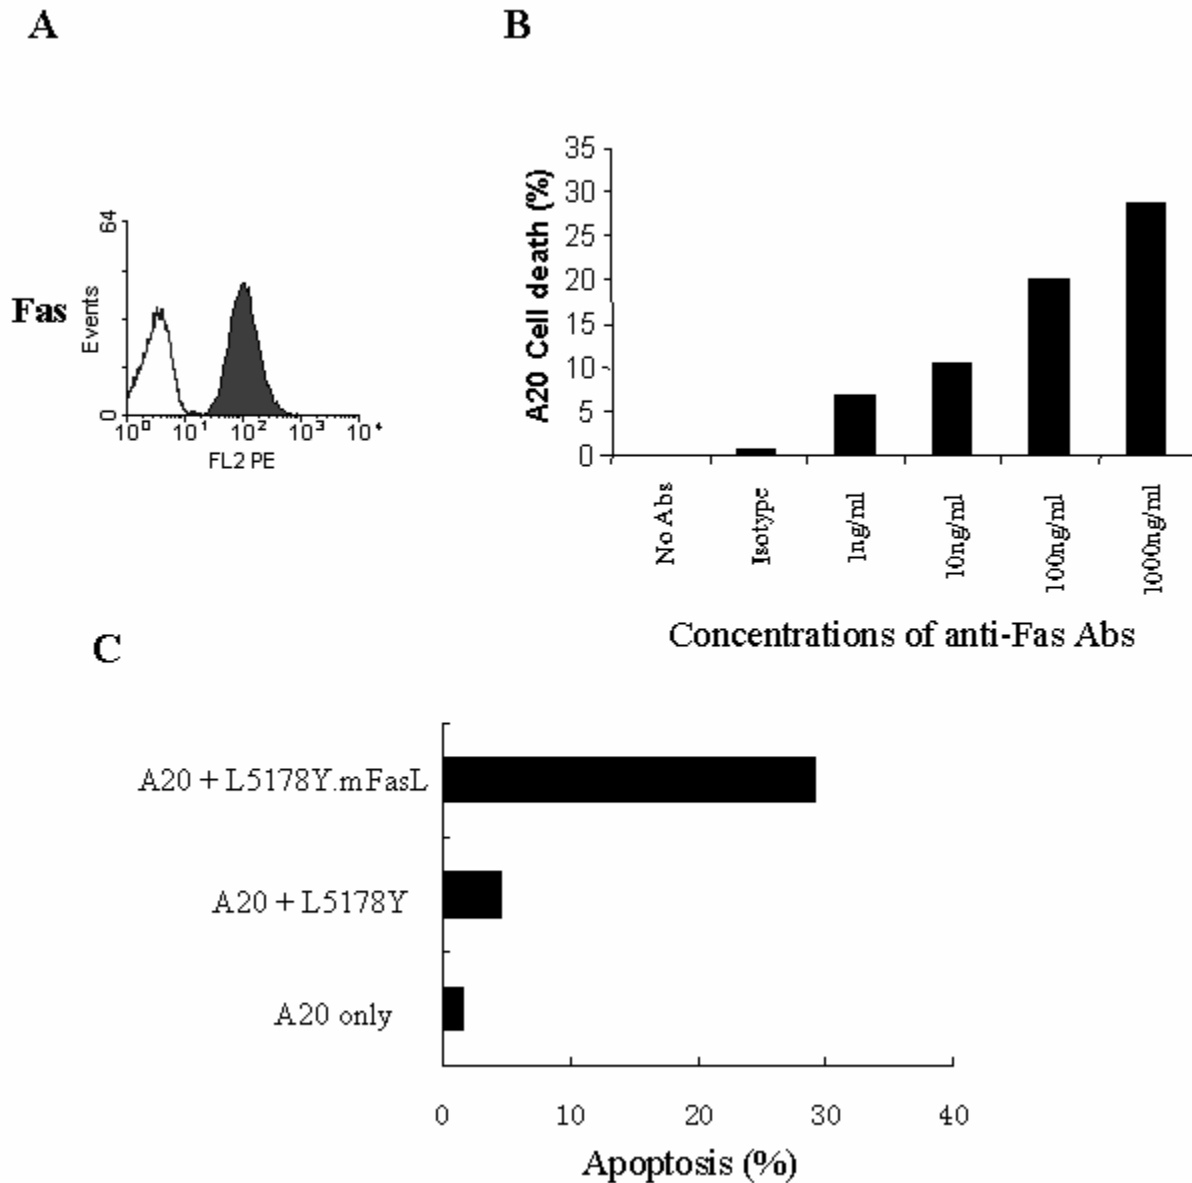 A
B
Fas
Events
64
0
10⁰ 10¹ 10² 10³ 10⁴
FL2 PE
A20 Cell death (%)
35
30
25
20
15
10
5
0
No Abs
Isotype
1ng/ml
10ng/ml
100ng/ml
1000ng/ml
Concentrations of anti-Fas Abs
C
A20 + L5178Y.mFasL
A20 + L5178Y
A20 only
0 10 20 30 40
Apoptosis (%)